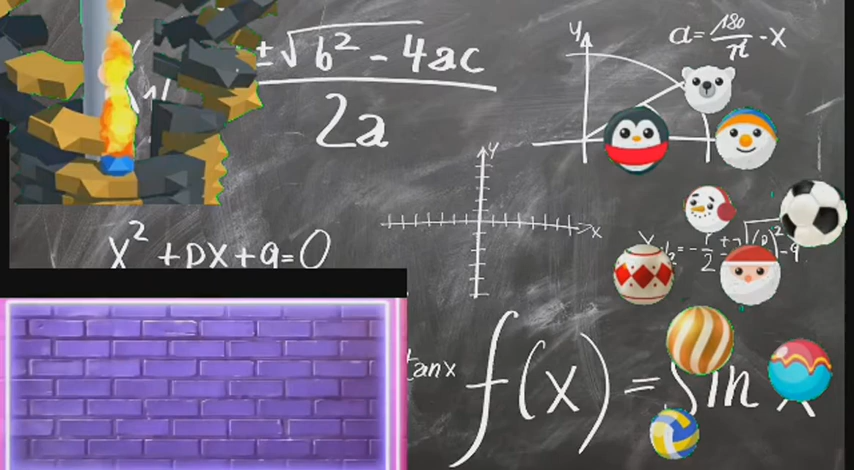 ± √b² - 4ac
2a
y
a = 180/π · x
y
x
x² + px + q = 0
tanx
f(x) = sin